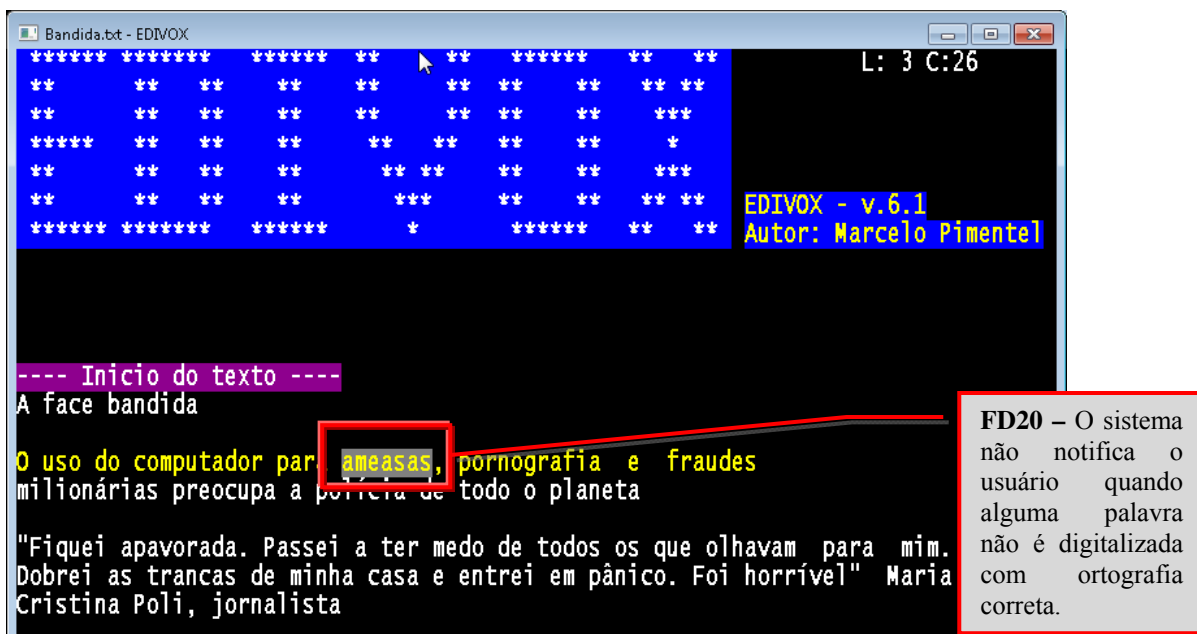 Bandida.txt - EDIVOX
****** ******* ****** ** ** ****** ** **
L: 3 C:26
** ** ** ** ** ** ** ** ** **
** ** ** ** ** ** ** ** ***
***** ** ** ** ** ** ** ** *
** ** ** ** ** ** ** ** ***
** ** ** ** *** ** ** ** **
****** ******* ****** * ****** ** **
EDIVOX - v.6.1
Autor: Marcelo Pimentel
---- Inicio do texto ----
A face bandida
O uso do computador para ameasas, pornografia e fraudes
milionárias preocupa a polícia de todo o planeta
"Fiquei apavorada. Passei a ter medo de todos os que olhavam para mim.
Dobrei as trancas de minha casa e entrei em pânico. Foi horrível" Maria
Cristina Poli, jornalista
FD20 – O sistema
não notifica o
usuário quando
alguma palavra
não é digitalizada
com ortografia
correta.